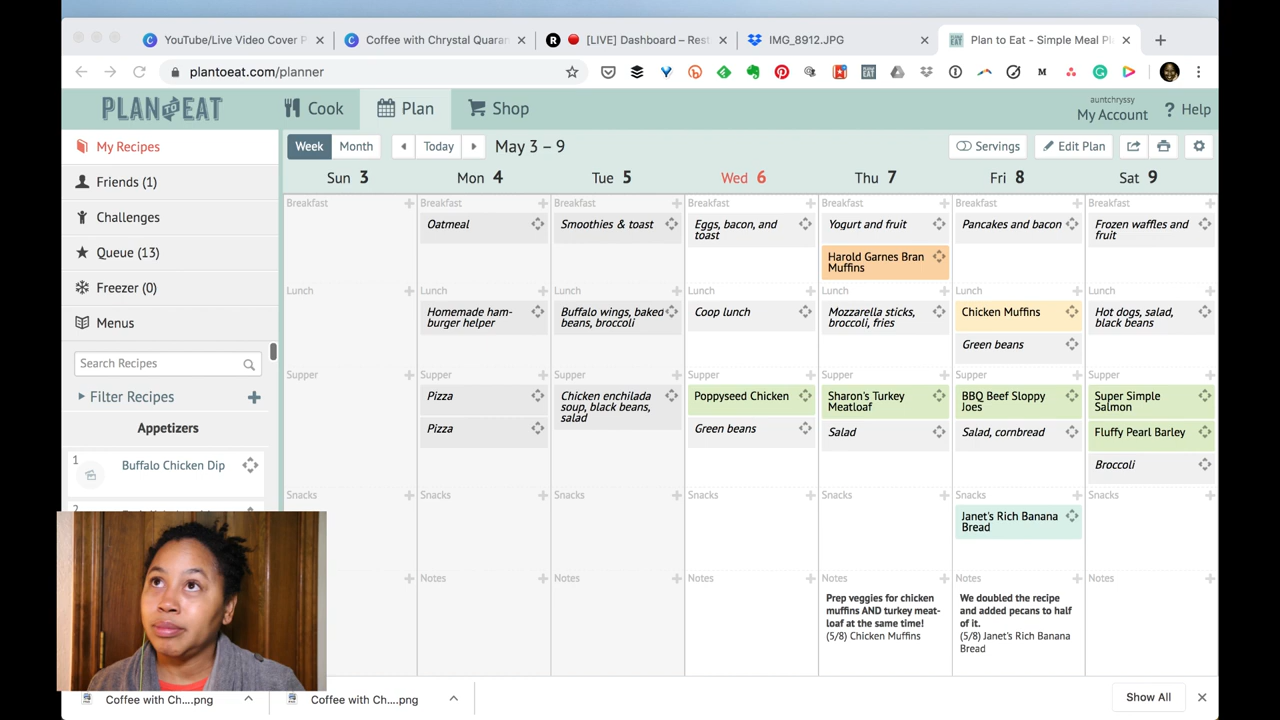 YouTube/Live Video Cover P
Coffee with Chrystal Quaran
[LIVE] Dashboard – Rest
IMG_8912.JPG
Plan to Eat - Simple Meal Pl
plantoeat.com/planner
PLAN TO EAT
Cook
Plan
Shop
auntchryssy
My Account
? Help
My Recipes
Friends (1)
Challenges
Queue (13)
Freezer (0)
Menus
Search Recipes
Filter Recipes
Appetizers
1
Buffalo Chicken Dip
2
Week
Month
Today
May 3 – 9
Servings
Edit Plan
Sun 3
Mon 4
Tue 5
Wed 6
Thu 7
Fri 8
Sat 9
Breakfast
Breakfast
Oatmeal
Breakfast
Smoothies & toast
Breakfast
Eggs, bacon, and
toast
Breakfast
Yogurt and fruit
Harold Garnes Bran
Muffins
Breakfast
Pancakes and bacon
Breakfast
Frozen waffles and
fruit
Lunch
Lunch
Homemade ham-
burger helper
Lunch
Buffalo wings, baked
beans, broccoli
Lunch
Coop lunch
Lunch
Mozzarella sticks,
broccoli, fries
Lunch
Chicken Muffins
Green beans
Lunch
Hot dogs, salad,
black beans
Supper
Supper
Pizza
Pizza
Supper
Chicken enchilada
soup, black beans,
salad
Supper
Poppyseed Chicken
Green beans
Supper
Sharon's Turkey
Meatloaf
Salad
Supper
BBQ Beef Sloppy
Joes
Salad, cornbread
Supper
Super Simple
Salmon
Fluffy Pearl Barley
Broccoli
Snacks
Snacks
Snacks
Snacks
Snacks
Snacks
Janet's Rich Banana
Bread
Snacks
Notes
Notes
Notes
Notes
Prep veggies for chicken
muffins AND turkey meat-
loaf at the same time!
(5/8) Chicken Muffins
Notes
We doubled the recipe
and added pecans to half
of it.
(5/8) Janet's Rich Banana
Bread
Notes
Coffee with Ch....png
Coffee with Ch....png
Show All